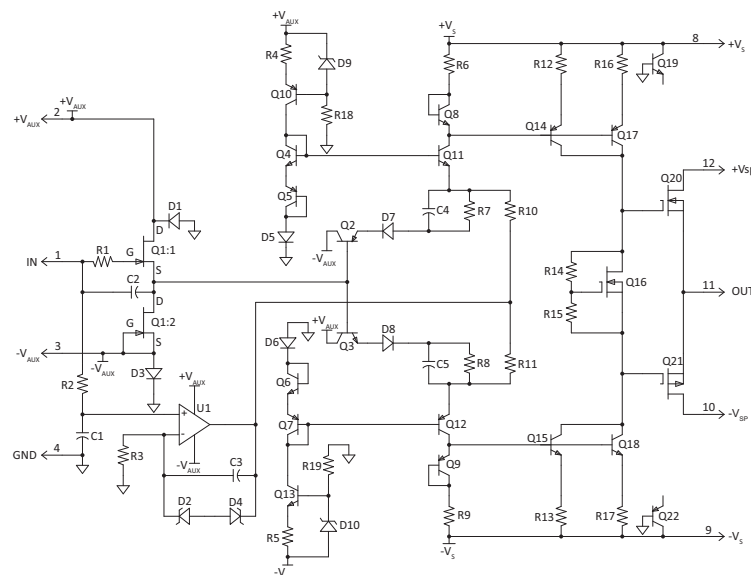 +V_AUX
+V_S
R4
D9
R6
R12
R16
Q19
8
+V_S
Q10
R18
Q8
+V_AUX
+V_AUX
2
Q4
Q11
Q14
Q17
Q5
Q20
12
+Vsp
D1
D
C4
R7
R10
D5
Q2
D7
IN
1
R1
G
Q1:1
-V_AUX
S
C2
D
R14
Q16
11
OUT
R15
G
Q1:2
+V_AUX
-V_AUX
3
S
D6
Q3
D8
-V_AUX
D3
C5
R8
R11
Q21
R2
+V_AUX
Q6
10
-V_SP
U1
+
-
Q7
Q12
C1
GND
4
R3
-V_AUX
R19
Q15
Q18
C3
Q9
D2
D4
Q13
D10
R5
R9
R13
R17
Q22
9
-V_S
-V_S
-V